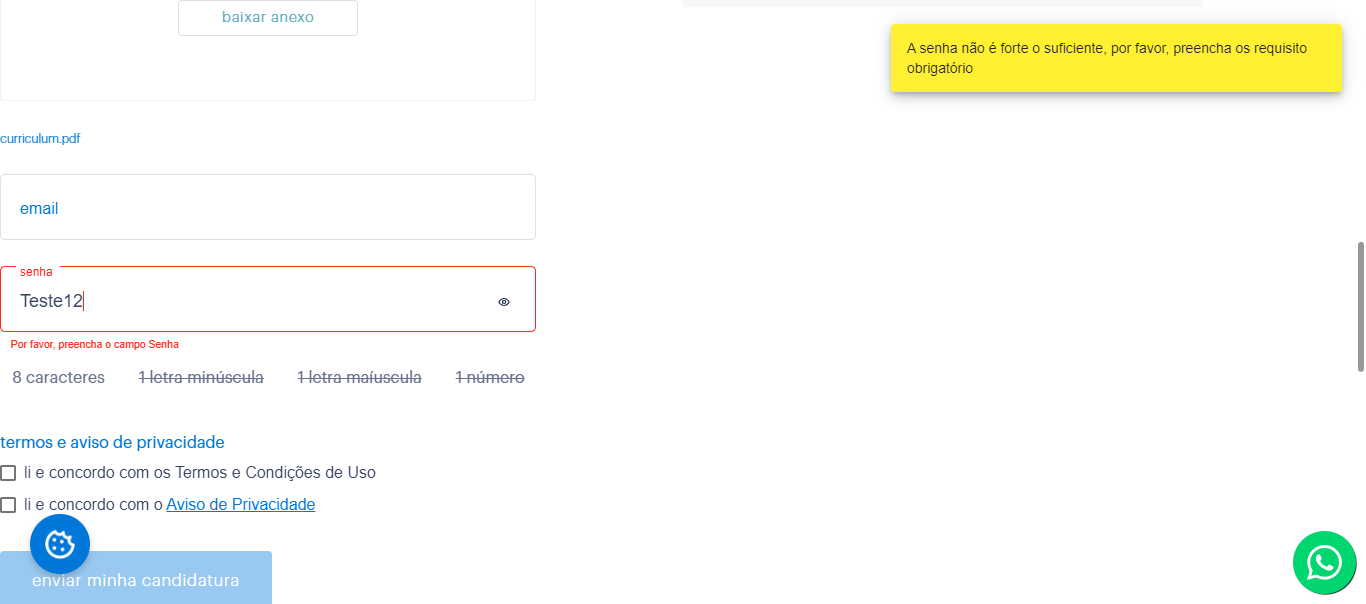 baixar anexo
A senha não é forte o suficiente, por favor, preencha os requisito
obrigatório
curriculum.pdf
email
senha
Teste12
Por favor, preencha o campo Senha
8 caracteres 1 letra minúscula 1 letra maíuscula 1 número
termos e aviso de privacidade
li e concordo com os Termos e Condições de Uso
li e concordo com o Aviso de Privacidade
enviar minha candidatura